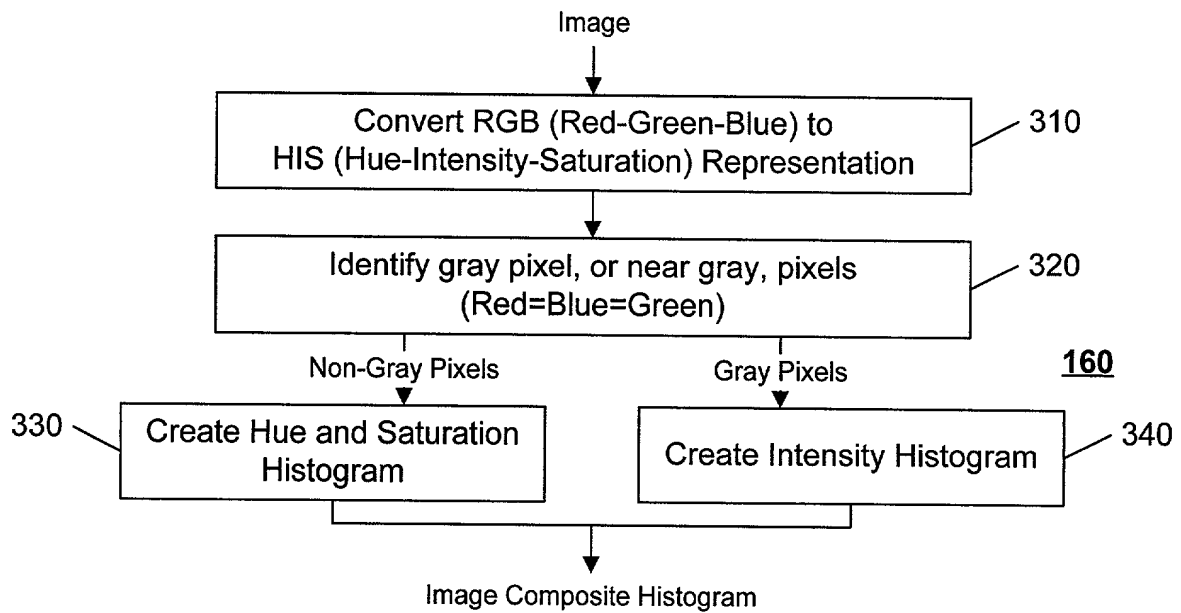 Image
Convert RGB (Red-Green-Blue) to
HIS (Hue-Intensity-Saturation) Representation
310
Identify gray pixel, or near gray, pixels
(Red=Blue=Green)
320
Non-Gray Pixels
Gray Pixels
160
330
Create Hue and Saturation
Histogram
Create Intensity Histogram
340
Image Composite Histogram